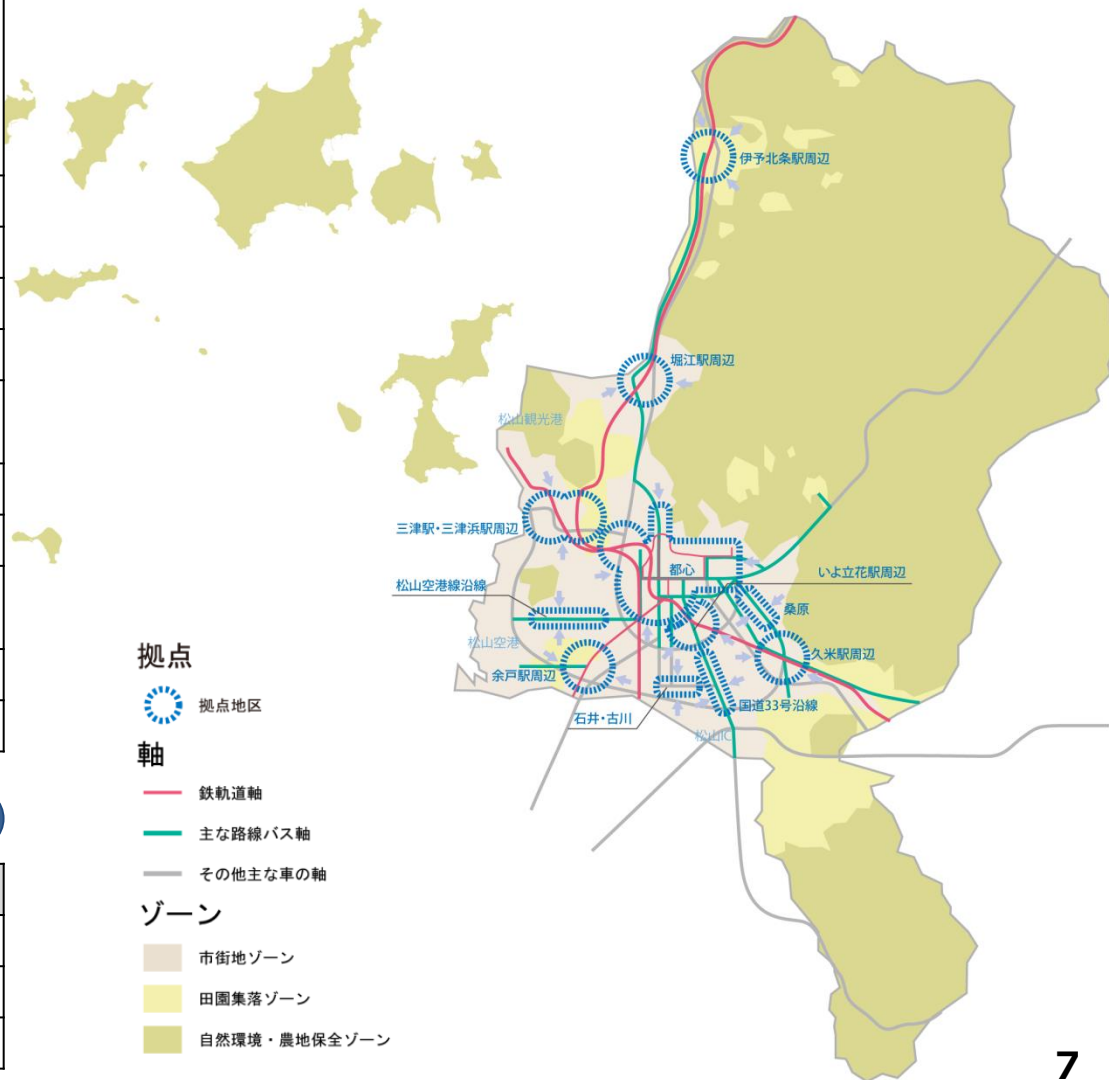 伊予北条駅周辺
堀江駅周辺
松山観光港
三津駅・三津浜駅周辺
都心
いよ立花駅周辺
松山空港線沿線
桑原
松山空港
久米駅周辺
余戸駅周辺
国道33号沿線
石井・古川
松山IC
拠点
拠点地区
軸
鉄軌道軸
主な路線バス軸
その他主な車の軸
ゾーン
市街地ゾーン
田園集落ゾーン
自然環境・農地保全ゾーン
7